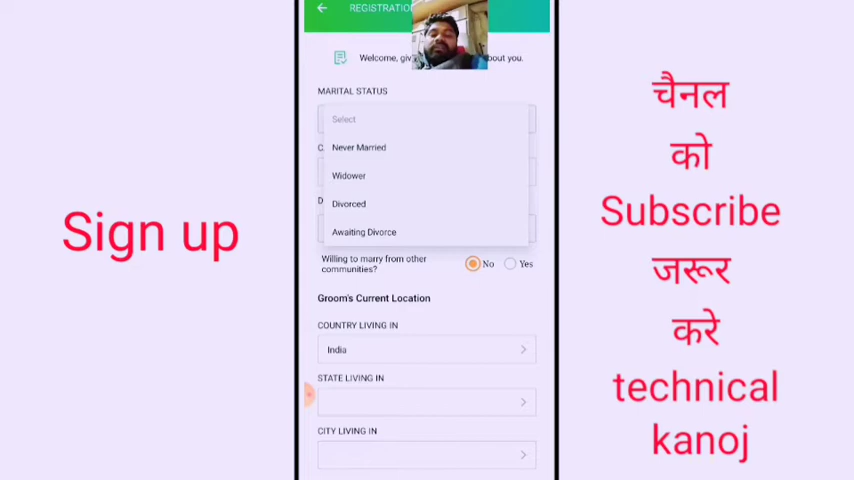 REGISTRATIO
Welcome, giv
bout you.
MARITAL STATUS
Select
Never Married
Widower
Divorced
Awaiting Divorce
Willing to marry from other
communities?
No
Yes
Groom's Current Location
COUNTRY LIVING IN
India
STATE LIVING IN
CITY LIVING IN
Sign up
चैनल
को
Subscribe
जरूर
करे
technical
kanoj